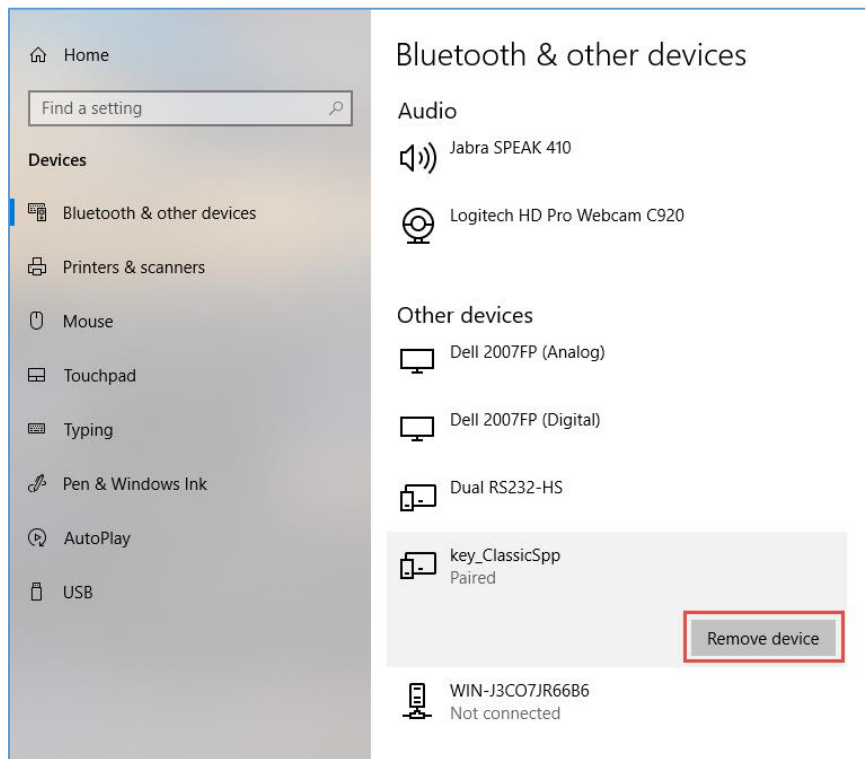 Home
Find a setting
Devices
Bluetooth & other devices
Printers & scanners
Mouse
Touchpad
Typing
Pen & Windows Ink
AutoPlay
USB
Bluetooth & other devices
Audio
Jabra SPEAK 410
Logitech HD Pro Webcam C920
Other devices
Dell 2007FP (Analog)
Dell 2007FP (Digital)
Dual RS232-HS
key_ClassicSpp
Paired
Remove device
WIN-J3CO7JR66B6
Not connected